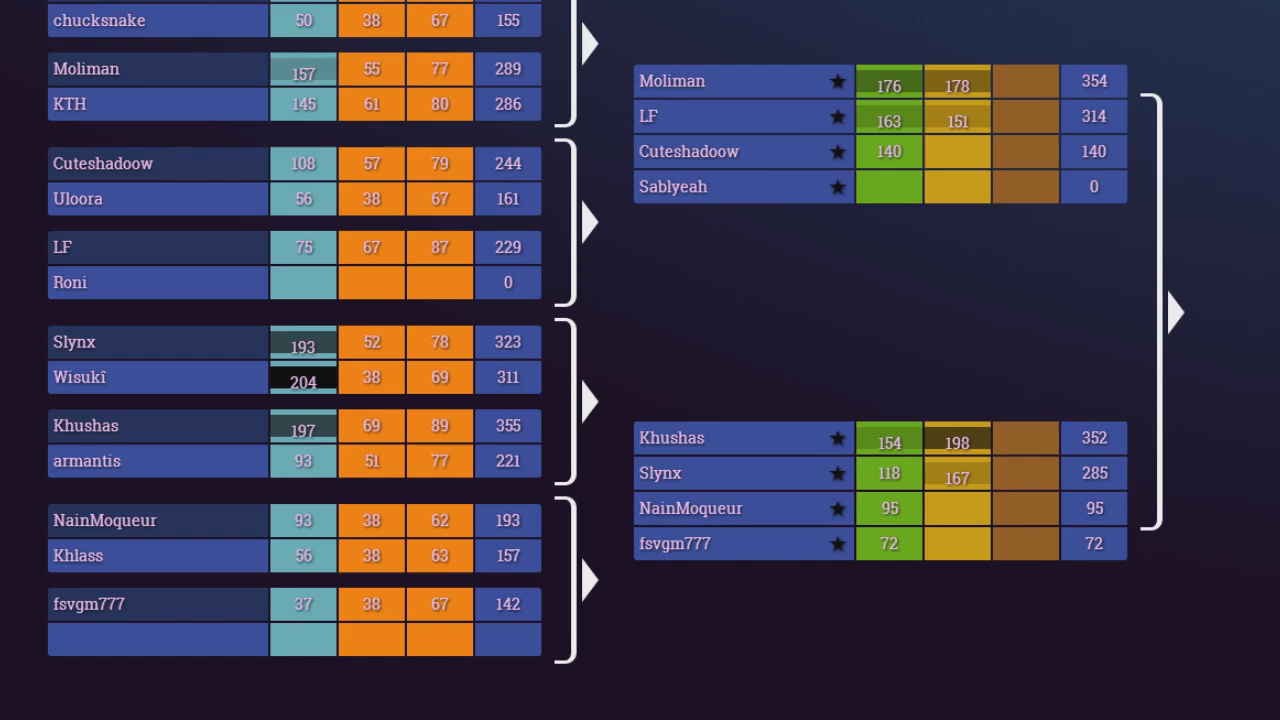 chucksnake 50 38 67 155
Moliman 157 55 77 289
KTH 145 61 80 286
Cuteshadoow 108 57 79 244
Uloora 56 38 67 161
LF 75 67 87 229
Roni 0
Slynx 193 52 78 323
Wisukî 204 38 69 311
Khushas 197 69 89 355
armantis 93 51 77 221
NainMoqueur 93 38 62 193
Khlass 56 38 63 157
fsvgm777 37 38 67 142
Moliman ★ 176 178 354
LF ★ 163 151 314
Cuteshadoow ★ 140 140
Sablyeah ★ 0
Khushas ★ 154 198 352
Slynx ★ 118 167 285
NainMoqueur ★ 95 95
fsvgm777 ★ 72 72